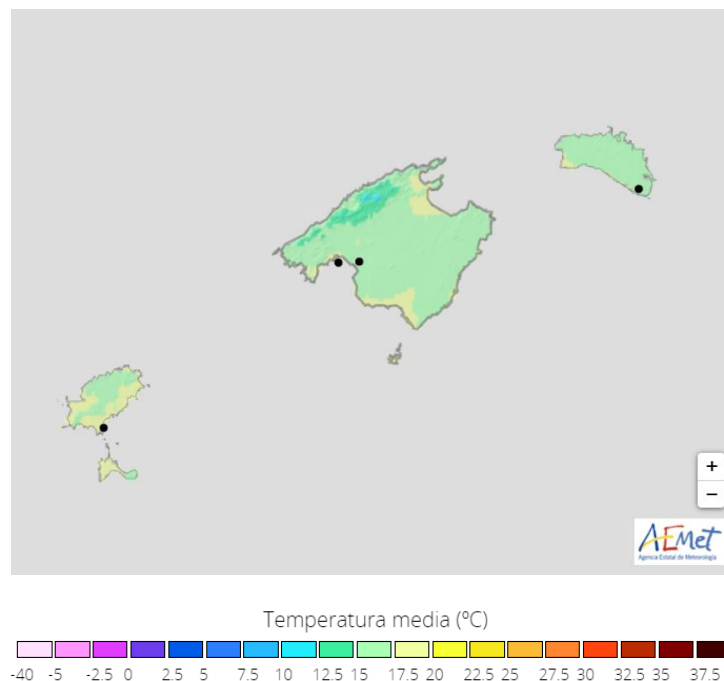 +
−
AEMet
Agencia Estatal de Meteorología
Temperatura media (ºC)
-40 -5 -2.5 0 2.5 5 7.5 10 12.5 15 17.5 20 22.5 25 27.5 30 32.5 35 37.5